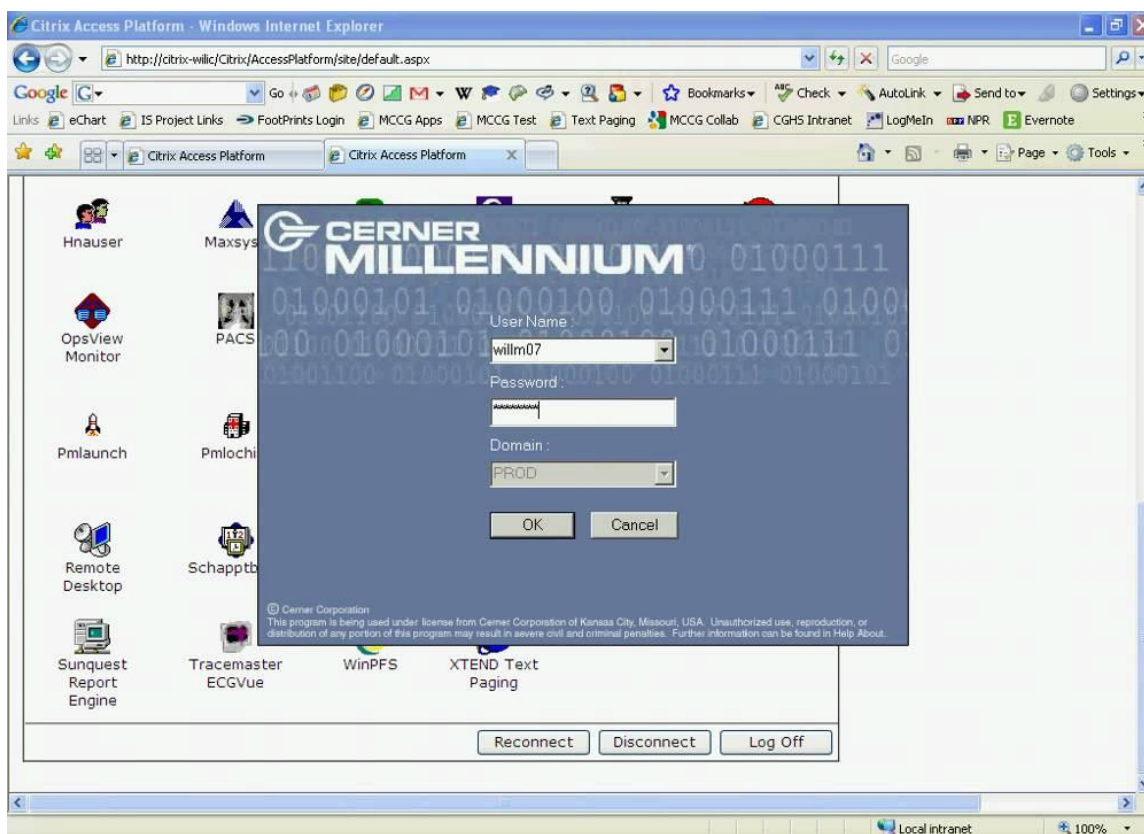 Citrix Access Platform - Windows Internet Explorer
http://citrix-wilic/Citrix/AccessPlatform/site/default.aspx
Google
Google G Go W Bookmarks ABC Check AutoLink Send to Settings
Links eChart IS Project Links FootPrints Login MCCG Apps MCCG Test Text Paging MCCG Collab CGHS Intranet LogMeIn NPR Evernote
Citrix Access Platform Citrix Access Platform X Page Tools
Hnauser
Maxsys
OpsView
Monitor
PACS
Pmlaunch
Pmlochi
Remote
Desktop
Schapptb
Sunquest
Report
Engine
Tracemaster
ECGVue
WinPFS
XTEND Text
Paging
CERNER
MILLENNIUM
User Name :
willm07
Password :
********
Domain :
PROD
OK Cancel
© Cerner Corporation
This program is being used under license from Cerner Corporation of Kansas City, Missouri, USA. Unauthorized use, reproduction, or
distribution of any portion of this program may result in severe civil and criminal penalties. Further information can be found in Help About.
Reconnect Disconnect Log Off
Local intranet 100%